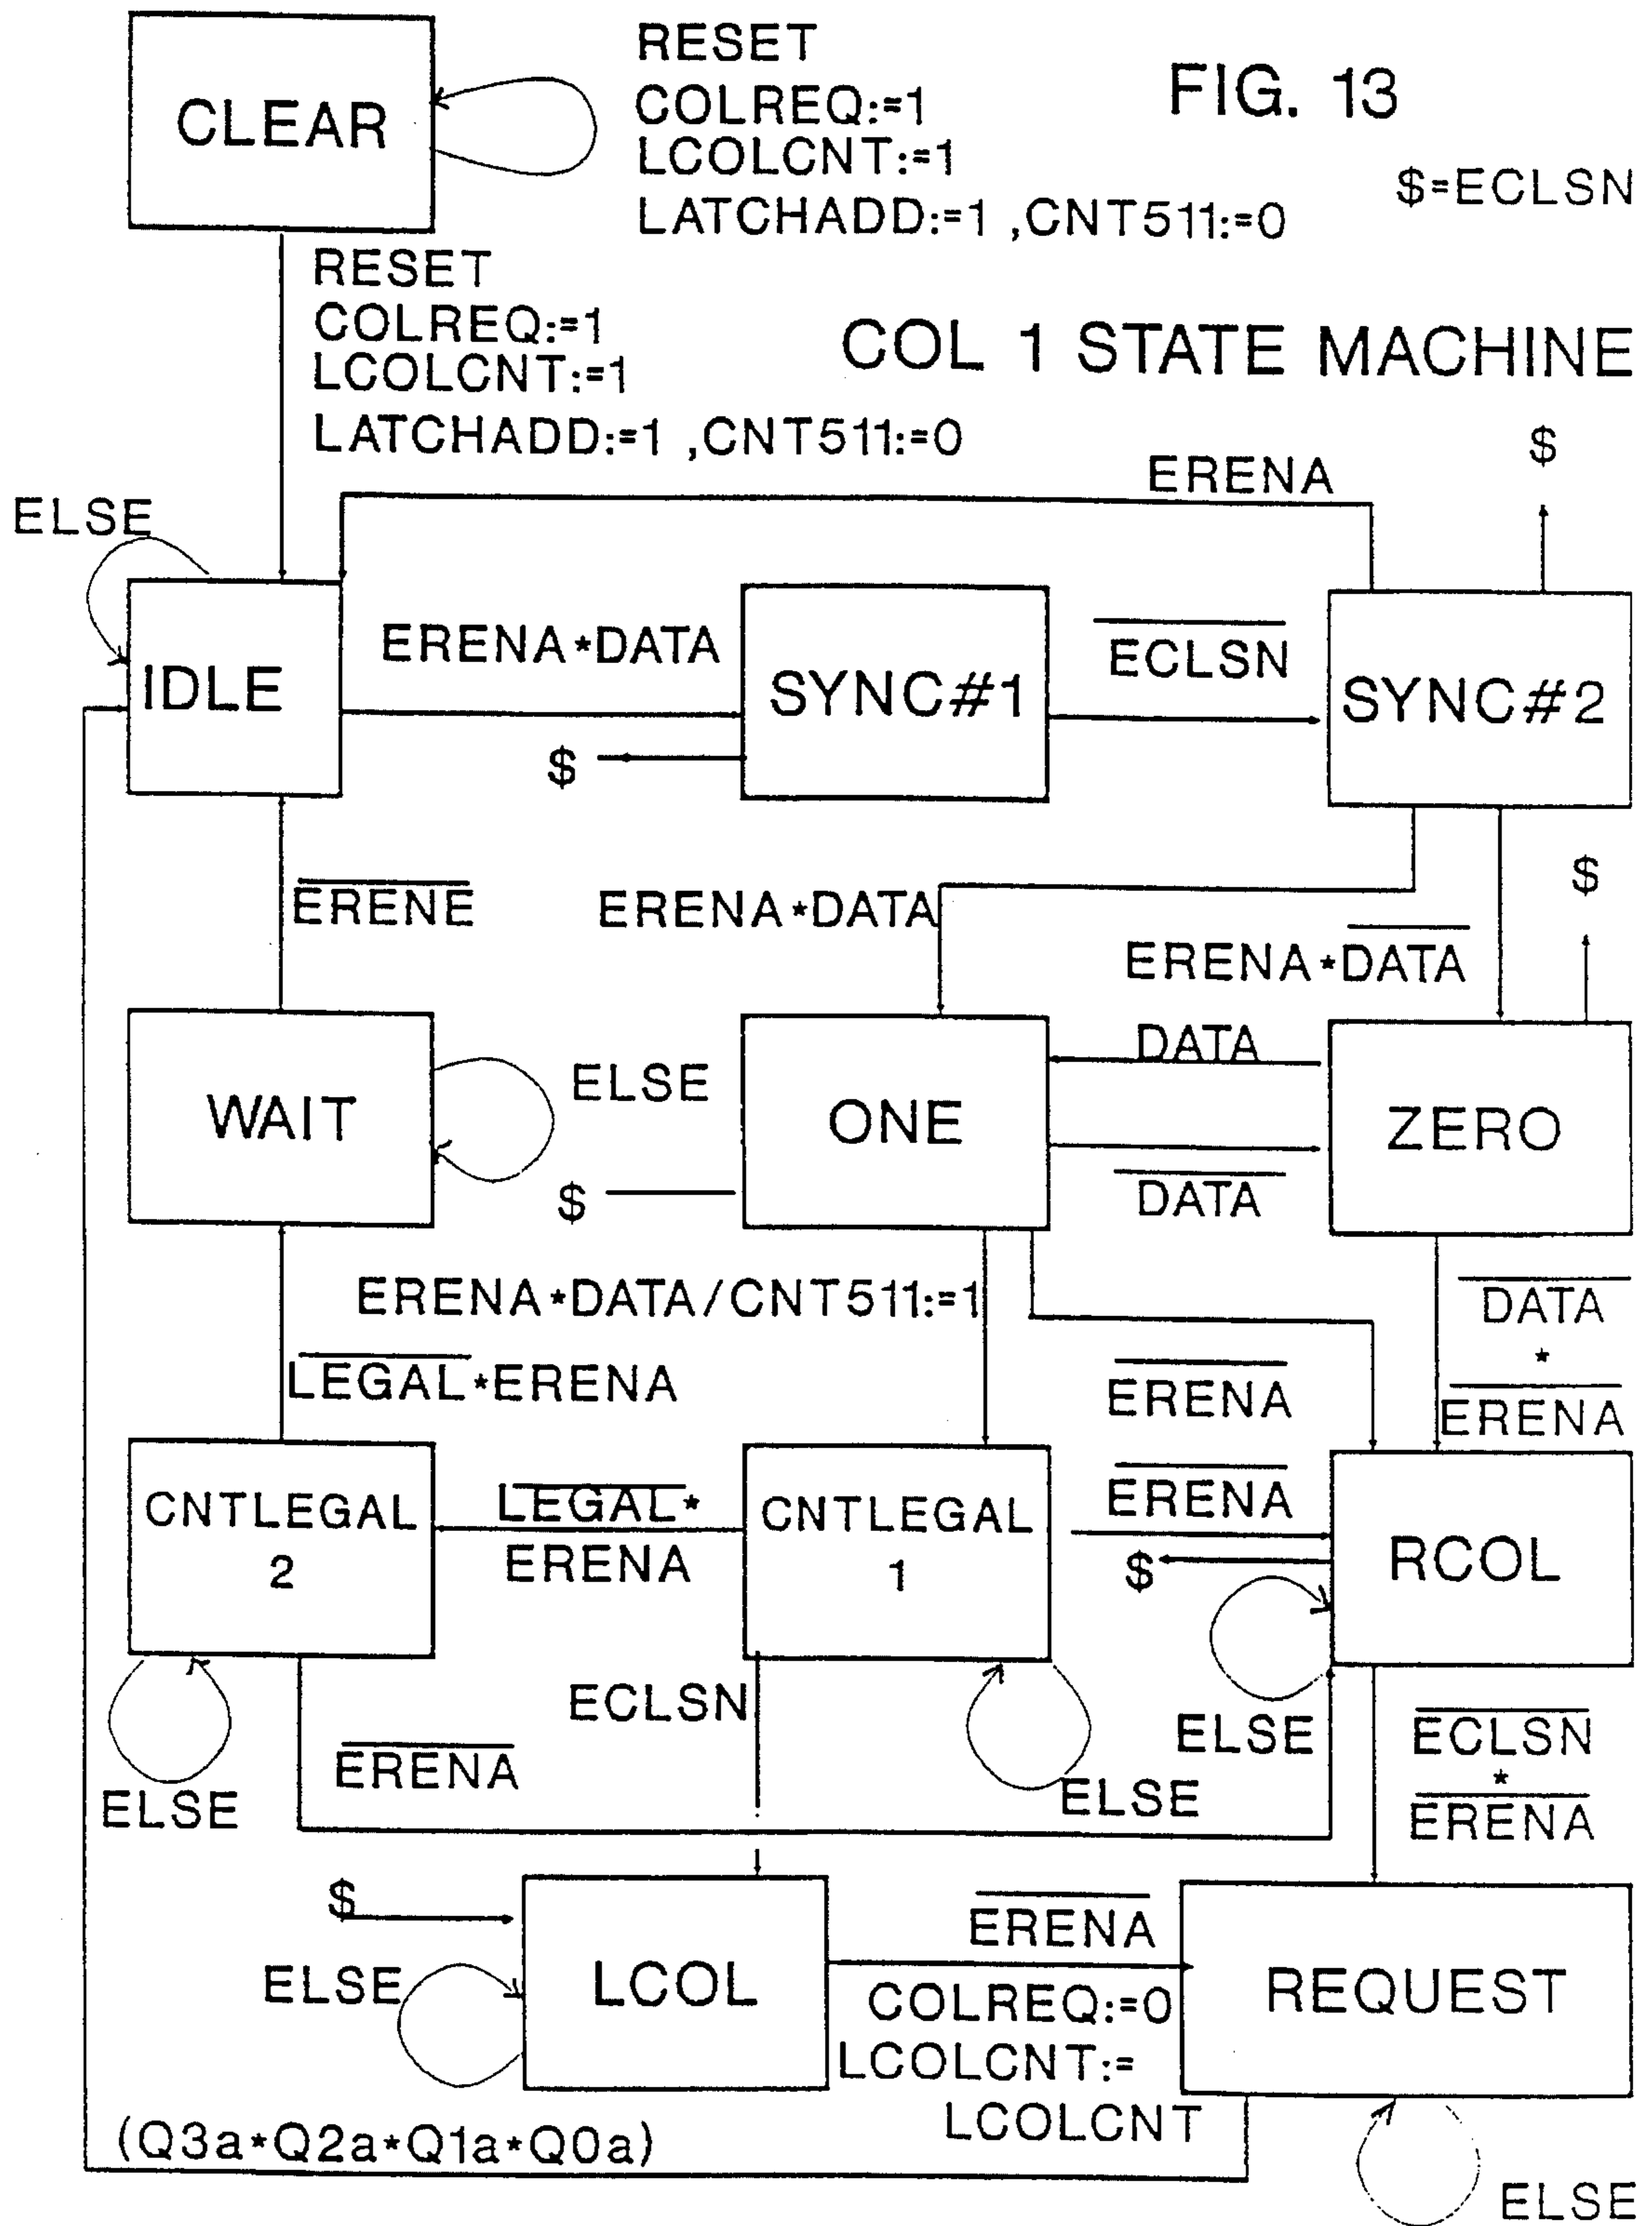 FIG. 13
$=ECLSN
COL 1 STATE MACHINE
CLEAR
RESET
COLREQ:=1
LCOLCNT:=1
LATCHADD:=1 ,CNT511:=0
RESET
COLREQ:=1
LCOLCNT:=1
LATCHADD:=1 ,CNT511:=0
$
ERENA
ELSE
IDLE
ERENA*DATA
SYNC#1
ECLSN
SYNC#2
$
ERENE
ERENA*DATA
ERENA*DATA
$
WAIT
ELSE
$
ONE
DATA
DATA
ZERO
ERENA*DATA/CNT511:=1
LEGAL*ERENA
ERENA
DATA
*
ERENA
CNTLEGAL
2
LEGAL*
ERENA
CNTLEGAL
1
ERENA
$
RCOL
ELSE
ERENA
ECLSN
ELSE
ELSE
ECLSN
*
ERENA
$
ELSE
LCOL
ERENA
COLREQ:=0
LCOLCNT:=
LCOLCNT
REQUEST
(Q3a*Q2a*Q1a*Q0a)
ELSE